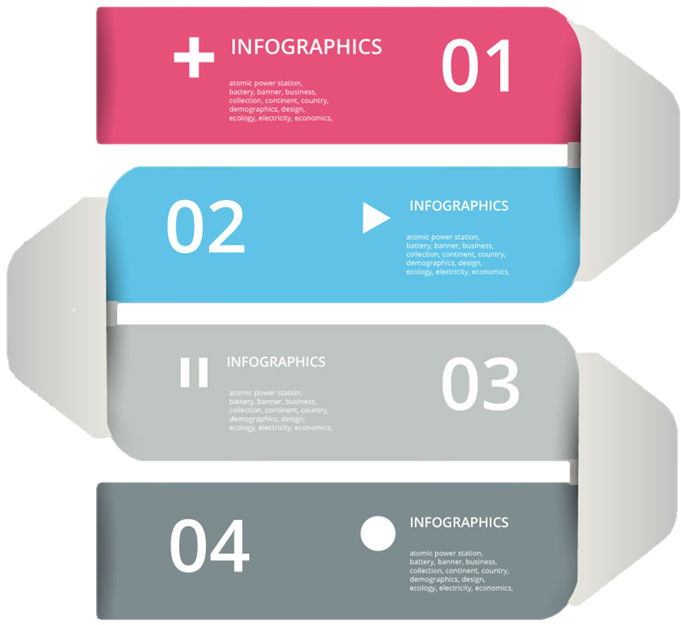 INFOGRAPHICS
01
atomic power station,
battery, banner, business,
collection, continent, country,
demographics, design,
ecology, electricity, economics,
02
INFOGRAPHICS
atomic power station,
battery, banner, business,
collection, continent, country,
demographics, design,
ecology, electricity, economics,
INFOGRAPHICS
03
atomic power station,
battery, banner, business,
collection, continent, country,
demographics, design,
ecology, electricity, economics,
04
INFOGRAPHICS
atomic power station,
battery, banner, business,
collection, continent, country,
demographics, design,
ecology, electricity, economics,